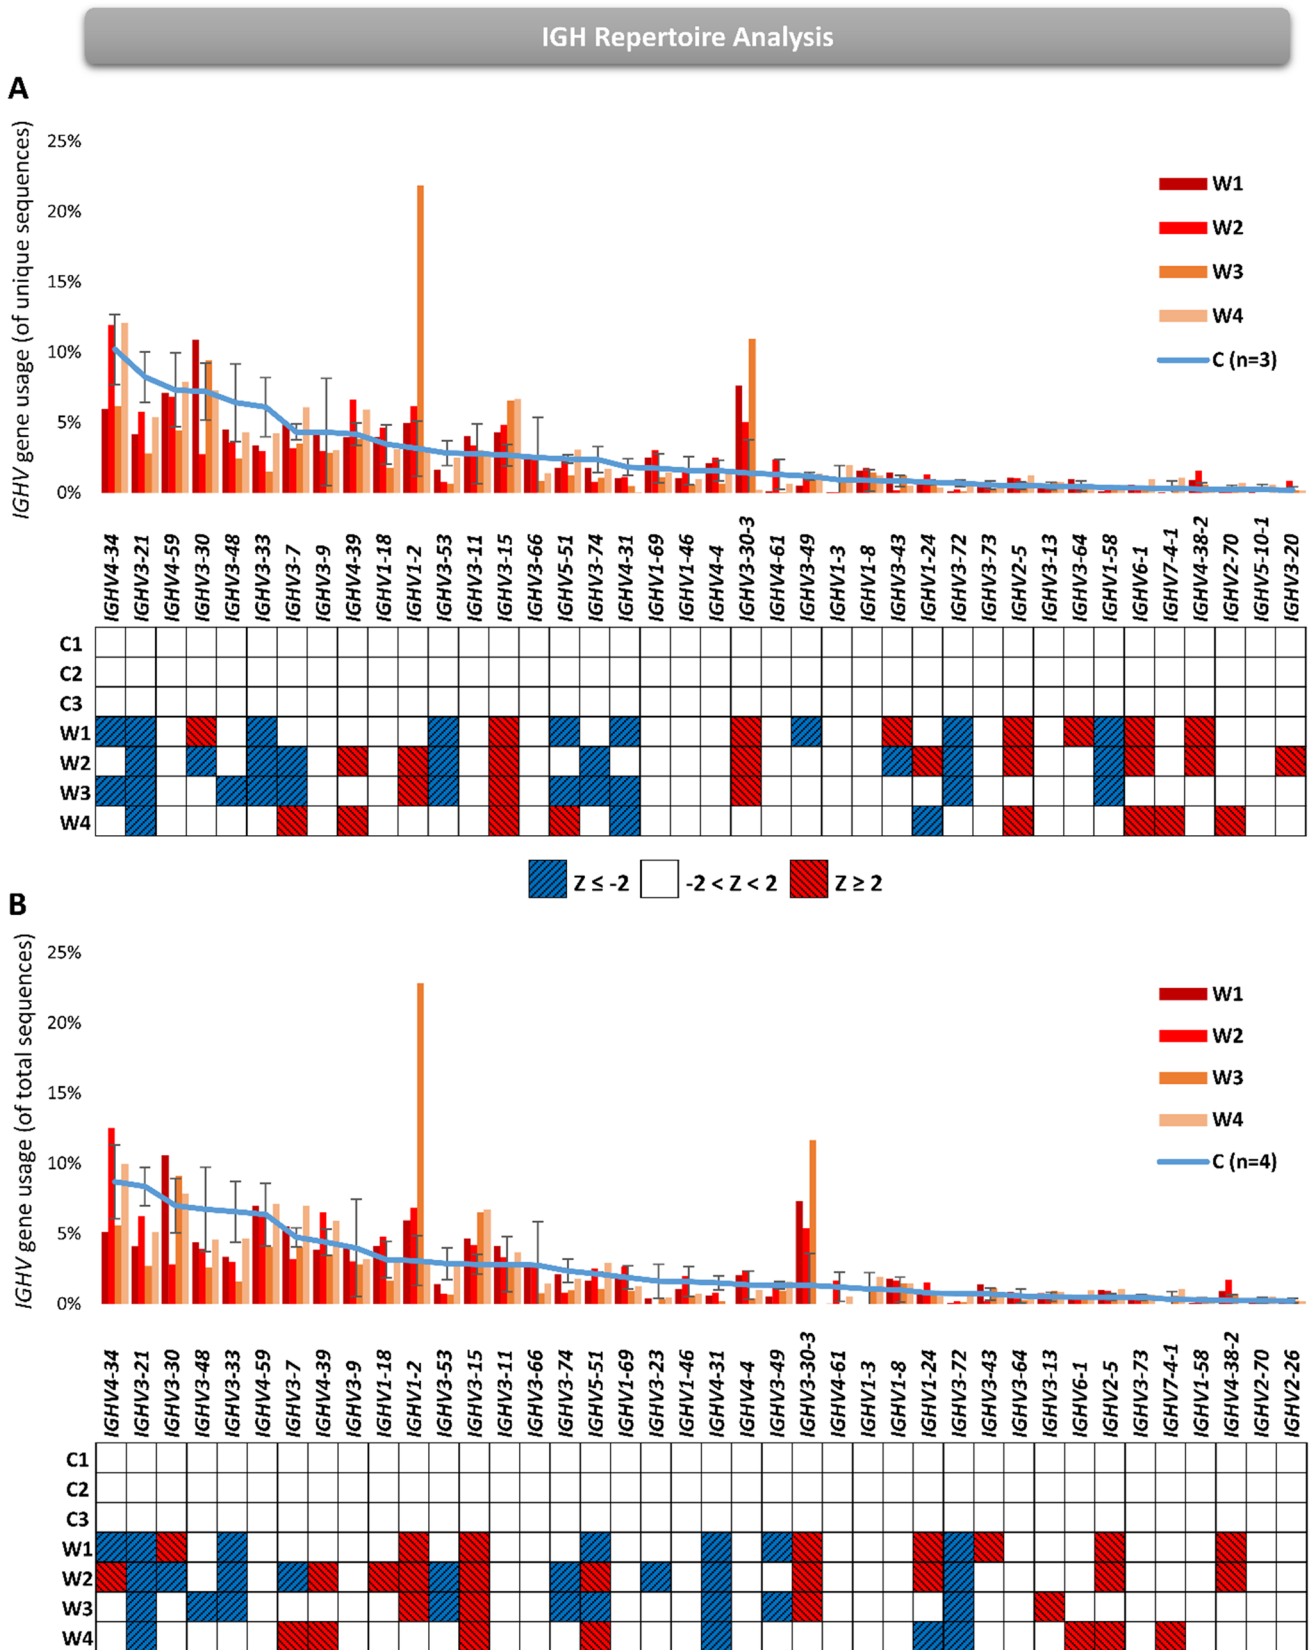 IGH Repertoire Analysis
A
IGHV gene usage (of unique sequences)
25%
20%
15%
10%
5%
0%
W1
W2
W3
W4
C (n=3)
IGHV4-34
IGHV3-21
IGHV4-59
IGHV3-30
IGHV3-48
IGHV3-33
IGHV3-7
IGHV3-9
IGHV4-39
IGHV1-18
IGHV1-2
IGHV3-53
IGHV3-11
IGHV3-15
IGHV3-66
IGHV5-51
IGHV3-74
IGHV4-31
IGHV1-69
IGHV1-46
IGHV4-4
IGHV3-30-3
IGHV4-61
IGHV3-49
IGHV1-3
IGHV1-8
IGHV3-43
IGHV1-24
IGHV3-72
IGHV3-73
IGHV2-5
IGHV3-13
IGHV3-64
IGHV1-58
IGHV6-1
IGHV7-4-1
IGHV4-38-2
IGHV2-70
IGHV5-10-1
IGHV3-20
C1
C2
C3
W1
W2
W3
W4
Z ≤ -2
-2 < Z < 2
Z ≥ 2
B
IGHV gene usage (of total sequences)
25%
20%
15%
10%
5%
0%
W1
W2
W3
W4
C (n=4)
IGHV4-34
IGHV3-21
IGHV3-30
IGHV3-48
IGHV3-33
IGHV4-59
IGHV3-7
IGHV4-39
IGHV3-9
IGHV1-18
IGHV1-2
IGHV3-53
IGHV3-15
IGHV3-11
IGHV3-66
IGHV3-74
IGHV5-51
IGHV1-69
IGHV3-23
IGHV1-46
IGHV4-31
IGHV4-4
IGHV3-49
IGHV3-30-3
IGHV4-61
IGHV1-3
IGHV1-8
IGHV1-24
IGHV3-72
IGHV3-43
IGHV3-64
IGHV3-13
IGHV6-1
IGHV2-5
IGHV3-73
IGHV7-4-1
IGHV1-58
IGHV4-38-2
IGHV2-70
IGHV2-26
C1
C2
C3
W1
W2
W3
W4